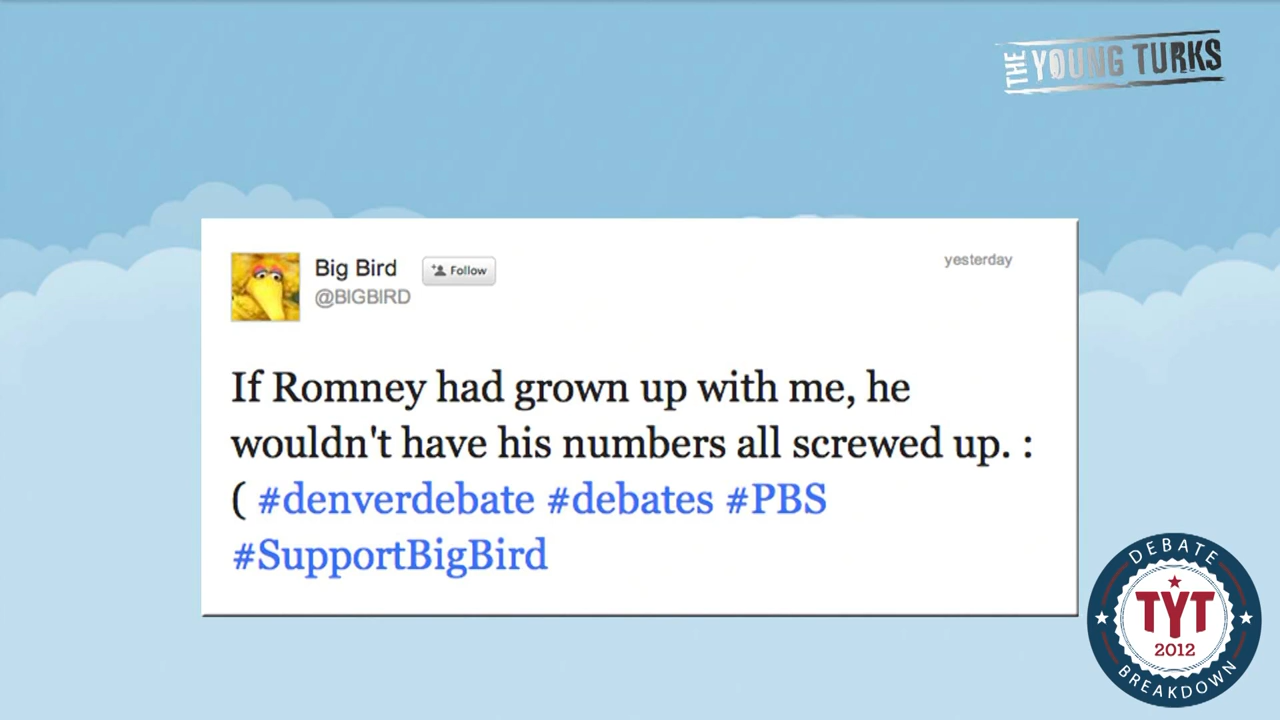 THE YOUNG TURKS
Big Bird
Follow
yesterday
@BIGBIRD
If Romney had grown up with me, he
wouldn't have his numbers all screwed up. :
( #denverdebate #debates #PBS
#SupportBigBird
DEBATE
TYT
2012
BREAKDOWN